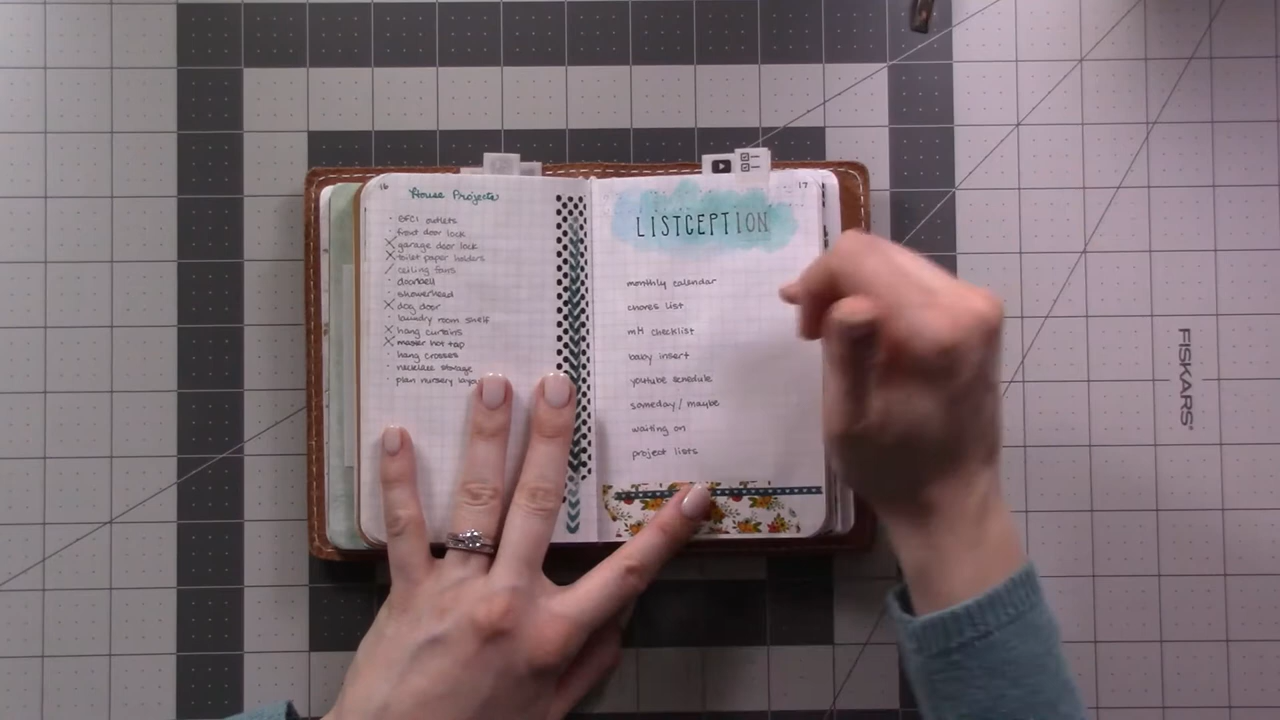 16
House Projects
· GFCI outlets
· front door lock
X garage door lock
X toilet paper holders
/ ceiling fans
· doorbell
· showerhead
X dog door
· laundry room shelf
X hang curtains
X master hot tap
· hang crosses
· necklace storage
· plan nursery
17
LISTCEPTION
monthly calendar
chores list
MH checklist
baby insert
youtube schedule
someday / maybe
waiting on
project lists
FISKARS